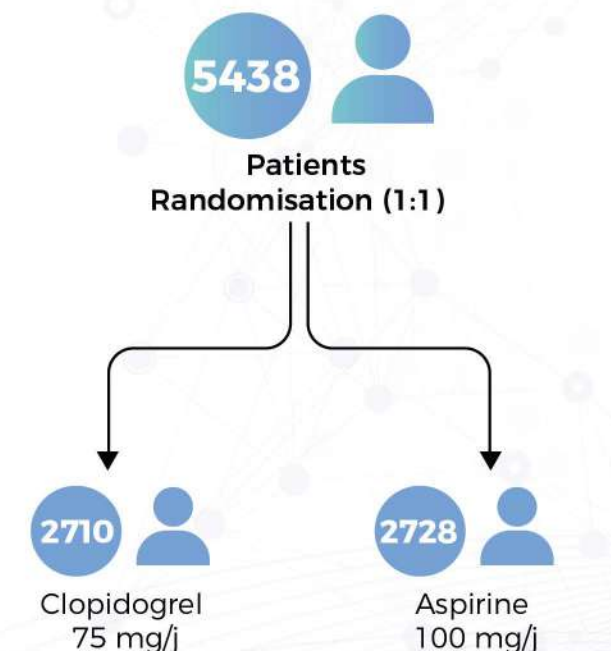 5438
Patients
Randomisation (1:1)
2710
2728
Clopidogrel
75 mg/j
Aspirine
100 mg/j